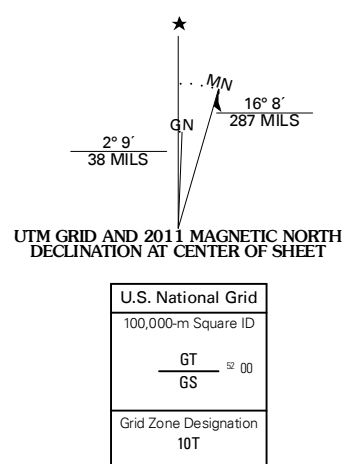 ★
MN
GN
16° 8´
287 MILS
2° 9´
38 MILS
UTM GRID AND 2011 MAGNETIC NORTH
DECLINATION AT CENTER OF SHEET
U.S. National Grid
100,000-m Square ID
GT
52 00
GS
Grid Zone Designation
10T